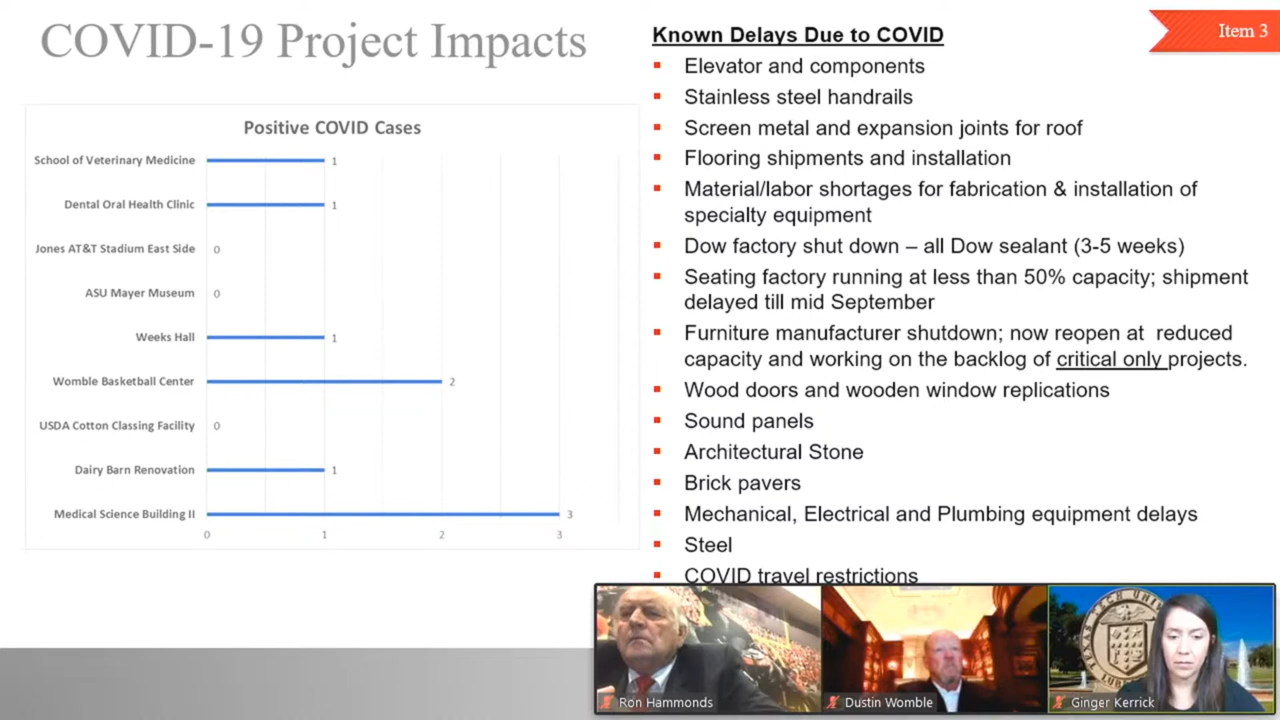 COVID-19 Project Impacts
Item 3
Positive COVID Cases
School of Veterinary Medicine 1
Dental Oral Health Clinic 1
Jones AT&T Stadium East Side 0
ASU Mayer Museum 0
Weeks Hall 1
Womble Basketball Center 2
USDA Cotton Classing Facility 0
Dairy Barn Renovation 1
Medical Science Building II 3
0 1 2 3
Known Delays Due to COVID
Elevator and components
Stainless steel handrails
Screen metal and expansion joints for roof
Flooring shipments and installation
Material/labor shortages for fabrication & installation of
specialty equipment
Dow factory shut down – all Dow sealant (3-5 weeks)
Seating factory running at less than 50% capacity; shipment
delayed till mid September
Furniture manufacturer shutdown; now reopen at reduced
capacity and working on the backlog of critical only projects.
Wood doors and wooden window replications
Sound panels
Architectural Stone
Brick pavers
Mechanical, Electrical and Plumbing equipment delays
Steel
COVID travel restrictions
Ron Hammonds
Dustin Womble
Ginger Kerrick